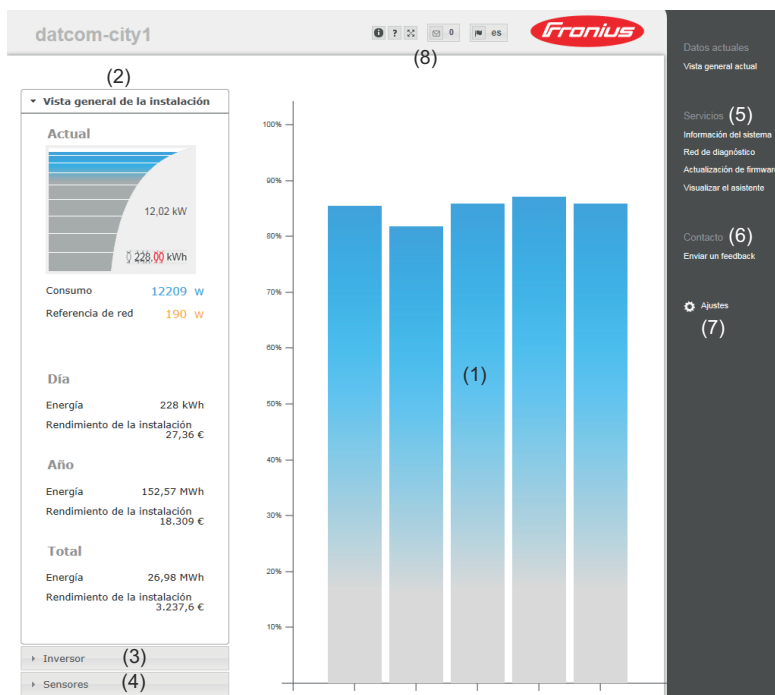 datcom-city1
i ? 0 es
Fronius
(8)
(2)
Vista general de la instalación
Actual
12,02 kW
0 228.00 kWh
Consumo 12209 W
Referencia de red 190 W
Día
Energía 228 kWh
Rendimiento de la instalación
27,36 €
Año
Energía 152,57 MWh
Rendimiento de la instalación
18.309 €
Total
Energía 26,98 MWh
Rendimiento de la instalación
3.237,6 €
Inversor (3)
Sensores (4)
100%
90%
80%
70%
60%
50%
40%
30%
20%
10%
(1)
Datos actuales
Vista general actual
Servicios (5)
Información del sistema
Red de diagnóstico
Actualización de firmware
Visualizar el asistente
Contacto (6)
Enviar un feedback
Ajustes
(7)